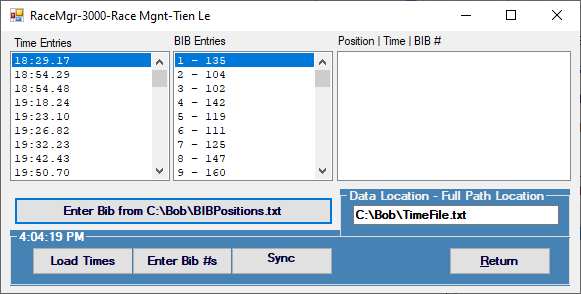 RaceMgr-3000-Race Mgnt-Tien Le
Time Entries
18:29.17
18:54.29
18:54.48
19:18.24
19:23.10
19:26.82
19:32.23
19:42.43
19:50.70
BIB Entries
1 - 135
2 - 104
3 - 102
4 - 142
5 - 119
6 - 111
7 - 125
8 - 147
9 - 160
Position | Time | BIB #
Enter Bib from C:\Bob\BIBPositions.txt
Data Location - Full Path Location
C:\Bob\TimeFile.txt
4:04:19 PM
Load Times
Enter Bib #s
Sync
Return